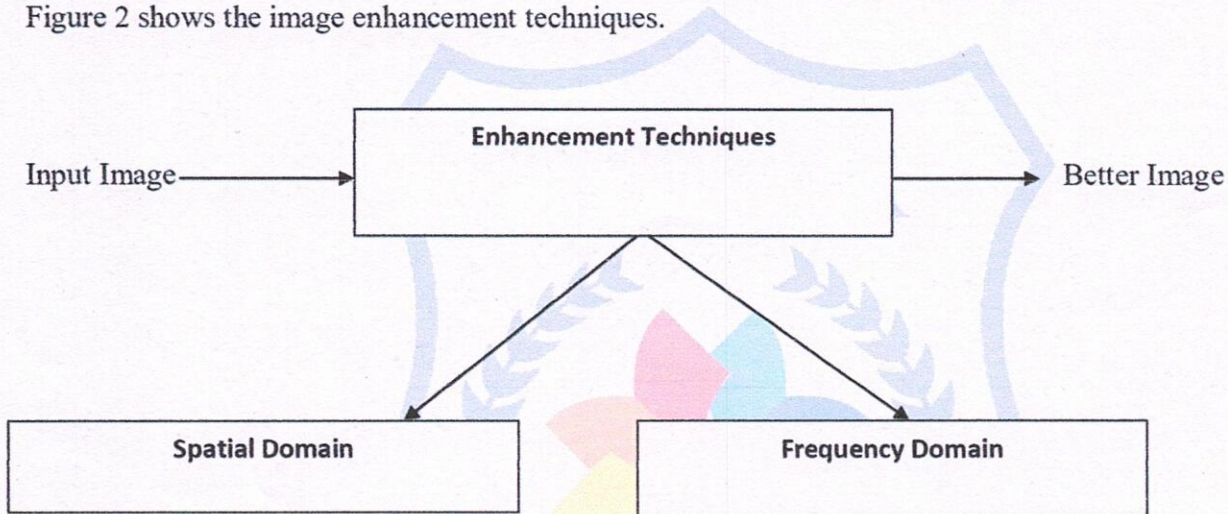 Figure 2 shows the image enhancement techniques.
Enhancement Techniques
Input Image
Better Image
Spatial Domain
Frequency Domain